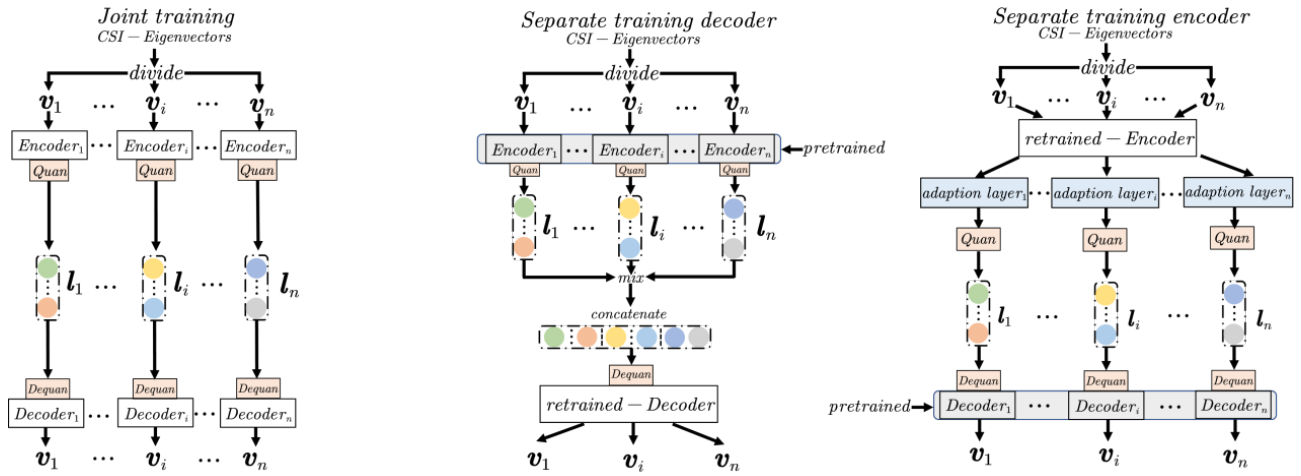 Joint training
CSI – Eigenvectors
divide
v1 ··· vi ··· vn
Encoder1 ··· Encoderi ··· Encodern
Quan Quan Quan
l1 ··· li ··· ln
Dequan Dequan Dequan
Decoder1 ··· Decoderi ··· Decodern
v1 ··· vi ··· vn
Separate training decoder
CSI – Eigenvectors
divide
v1 ··· vi ··· vn
Encoder1 ··· Encoderi ··· Encodern pretrained
Quan Quan Quan
l1 ··· li ··· ln
mix
concatenate
Dequan
retrained – Decoder
v1 vi vn
Separate training encoder
CSI – Eigenvectors
divide
v1 ··· vi ··· vn
retrained – Encoder
adaption layer1 ··· adaption layeri ··· adaption layern
Quan Quan Quan
l1 ··· li ··· ln
Dequan Dequan Dequan
pretrained Decoder1 ··· Decoderi ··· Decodern
v1 vi vn